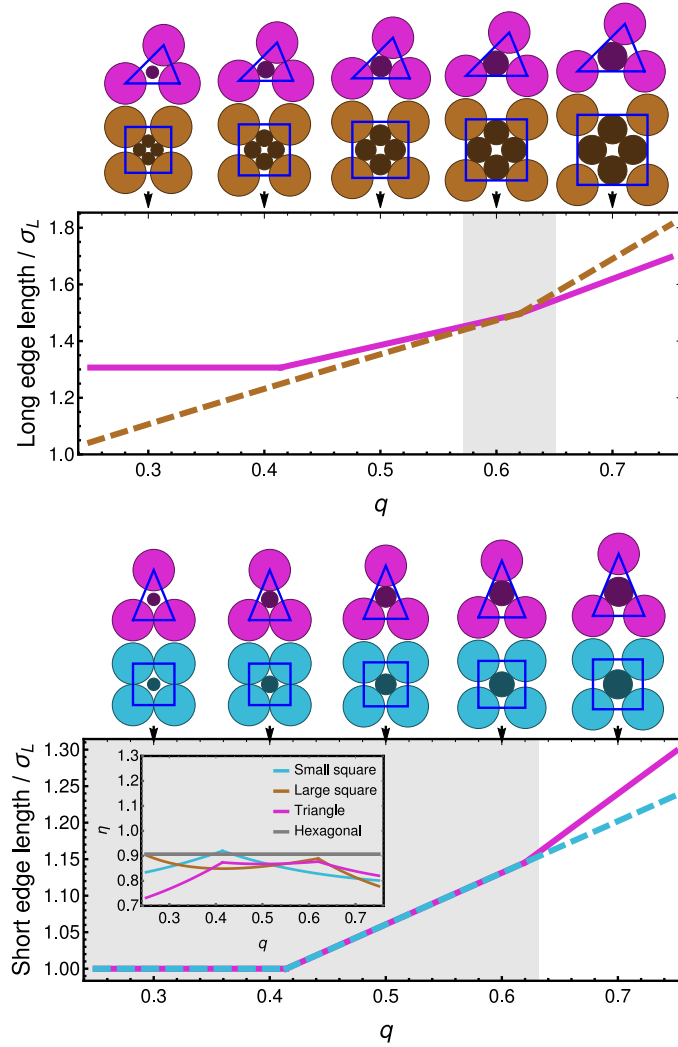 Long edge length / σL
1.8
1.6
1.4
1.2
1.0
0.3 0.4 0.5 0.6 0.7
q
Short edge length / σL
1.30
1.25
1.20
1.15
1.10
1.05
1.00
η
1.3
1.2
1.1
1.0
0.9
0.8
0.7
Small square
Large square
Triangle
Hexagonal
0.3 0.4 0.5 0.6 0.7
q
0.3 0.4 0.5 0.6 0.7
q